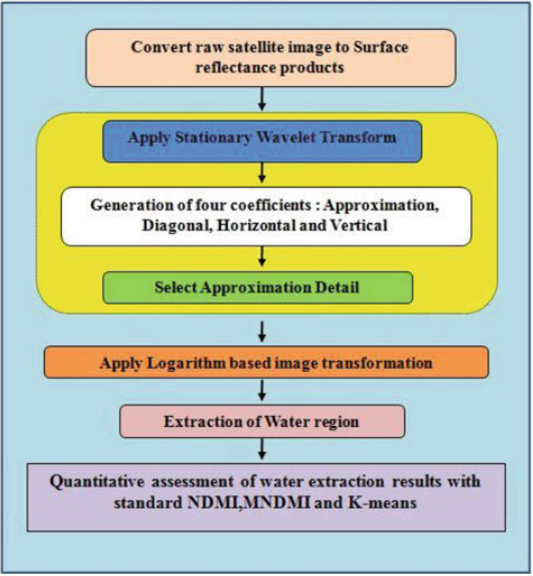 Convert raw satellite image to Surface
reflectance products
Apply Stationary Wavelet Transform
Generation of four coefficients : Approximation,
Diagonal, Horizontal and Vertical
Select Approximation Detail
Apply Logarithm based image transformation
Extraction of Water region
Quantitative assessment of water extraction results with
standard NDMI,MNDMI and K-means